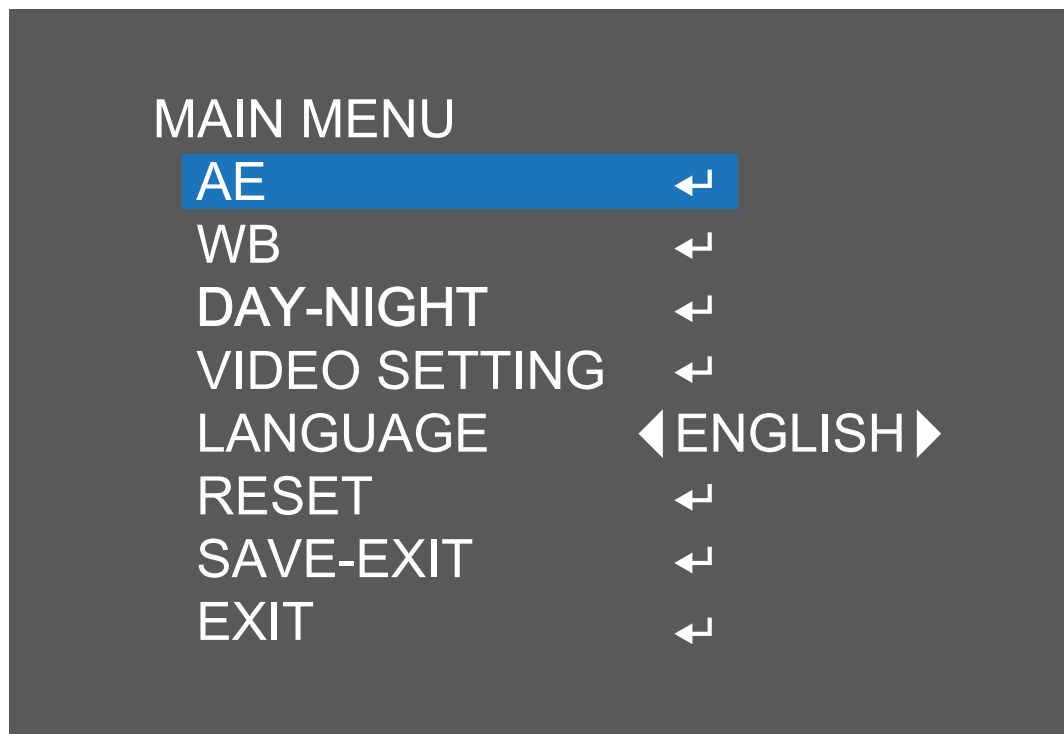 MAIN MENU
AE
WB
DAY-NIGHT
VIDEO SETTING
LANGUAGE ENGLISH
RESET
SAVE-EXIT
EXIT